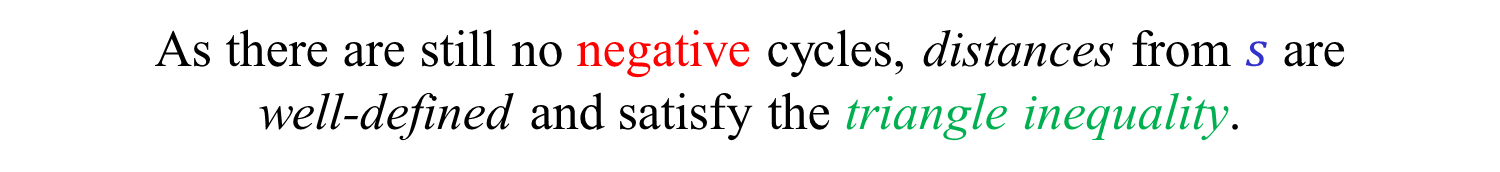 As there are still no negative cycles, distances from s are
well-defined and satisfy the triangle inequality.